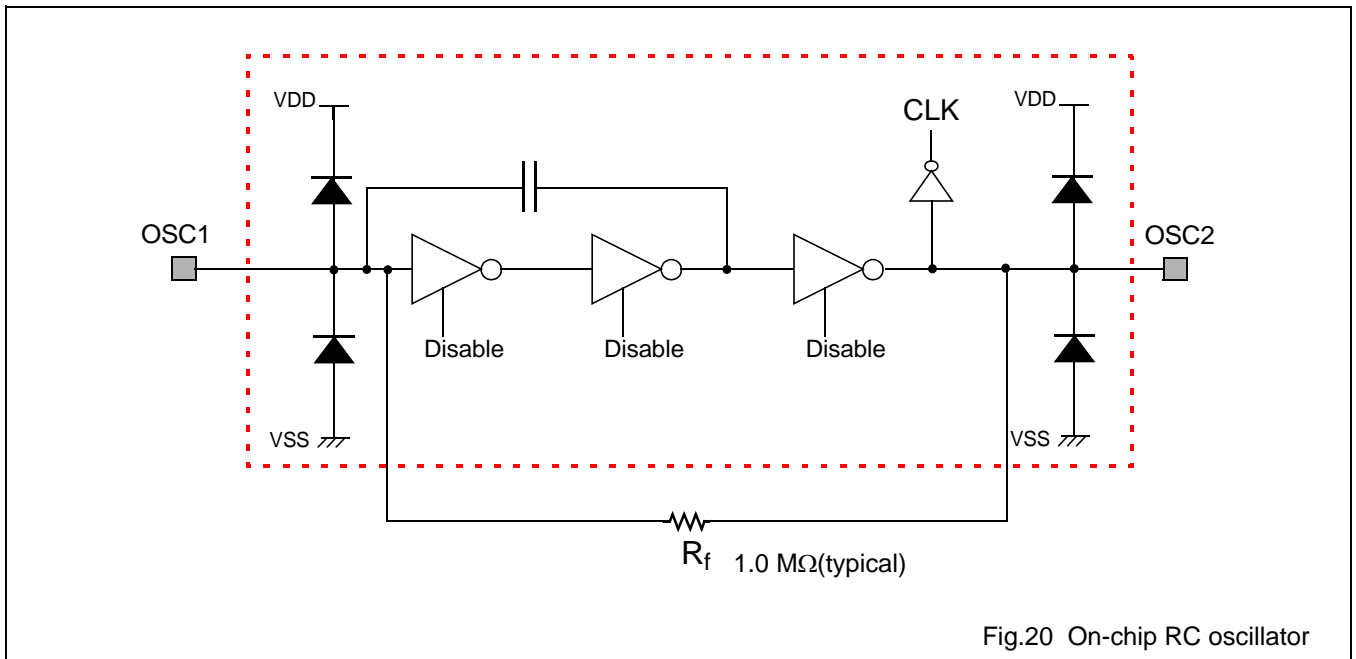 VDD
VDD
CLK
OSC1
OSC2
Disable
Disable
Disable
VSS
VSS
Rf 1.0 MΩ(typical)
Fig.20 On-chip RC oscillator